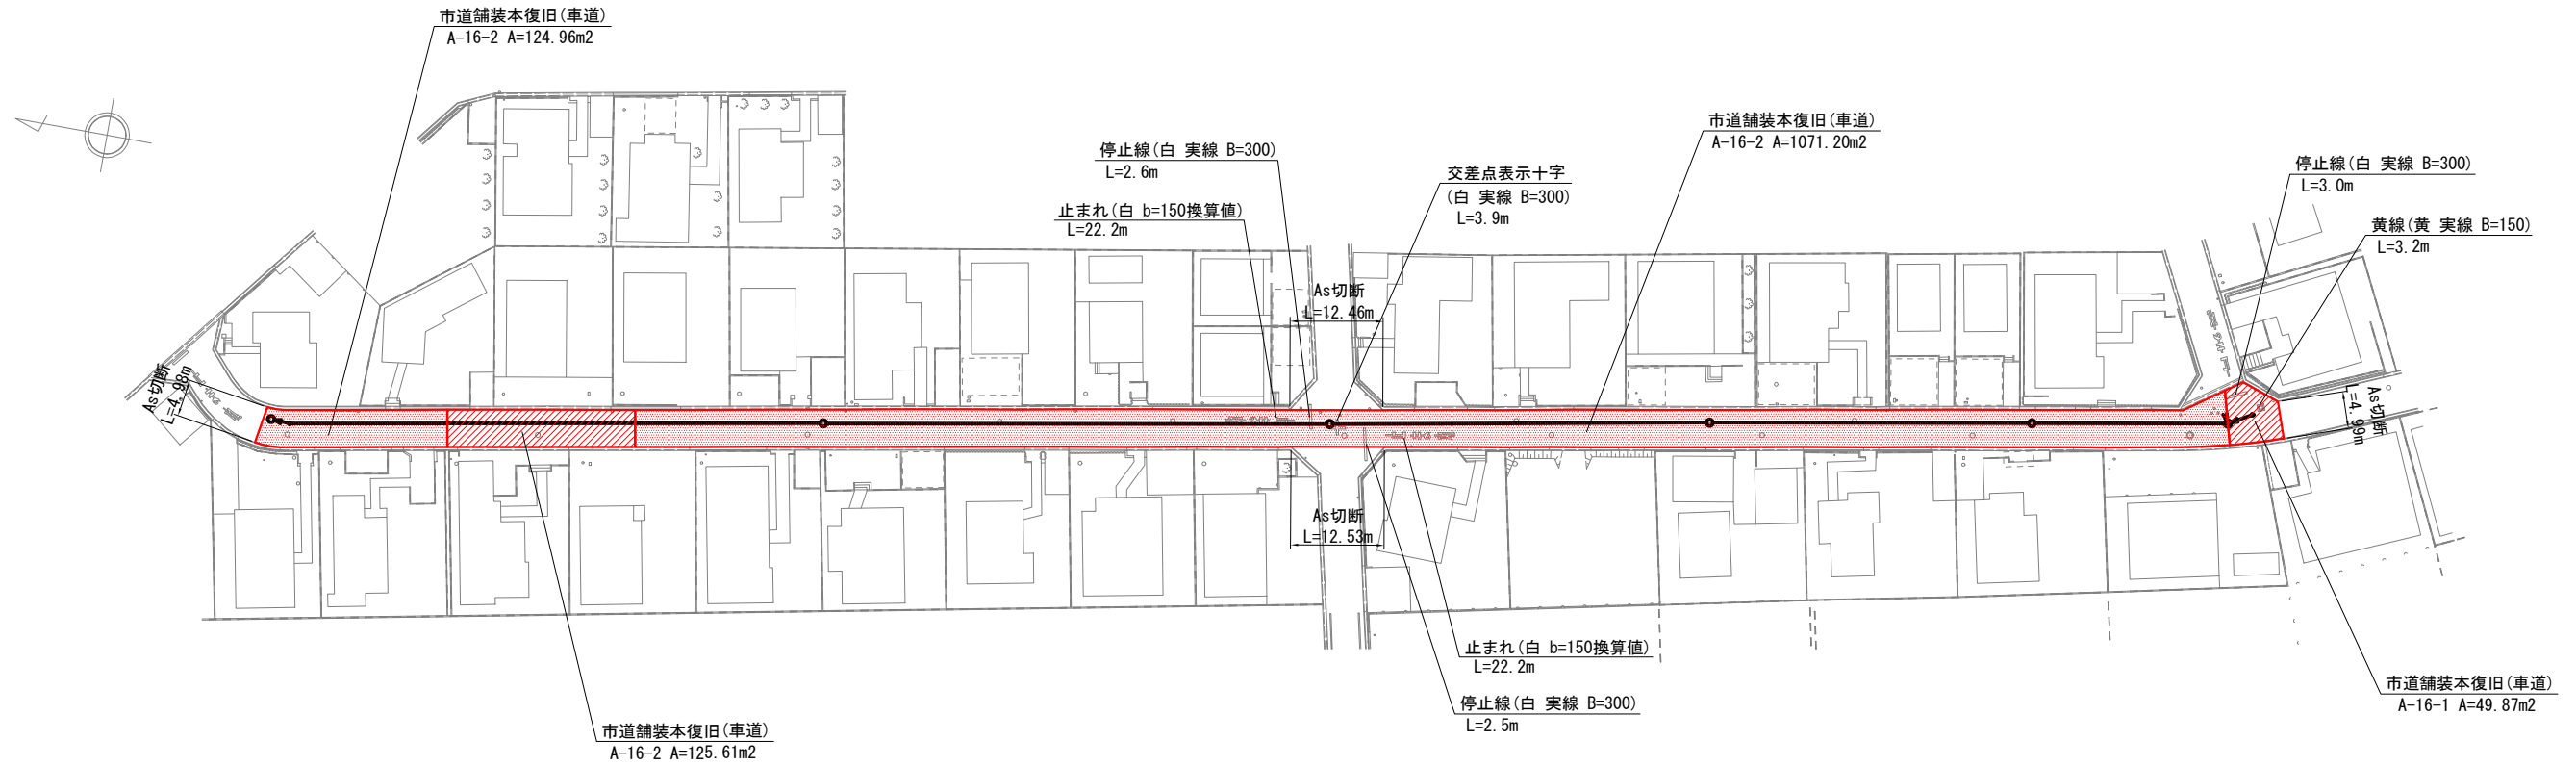 市道舗装本復旧(車道)
A-16-2 A=124.96m2
市道舗装本復旧(車道)
A-16-2 A=1071.20m2
停止線(白 実線 B=300)
L=2.6m
交差点表示十字
(白 実線 B=300)
L=3.9m
停止線(白 実線 B=300)
L=3.0m
止まれ(白 b=150換算値)
L=22.2m
黄線(黄 実線 B=150)
L=3.2m
As切断
L=12.46m
As切断
L=4.98m
As切断
L=4.99m
As切断
L=12.53m
止まれ(白 b=150換算値)
L=22.2m
停止線(白 実線 B=300)
L=2.5m
市道舗装本復旧(車道)
A-16-1 A=49.87m2
市道舗装本復旧(車道)
A-16-2 A=125.61m2